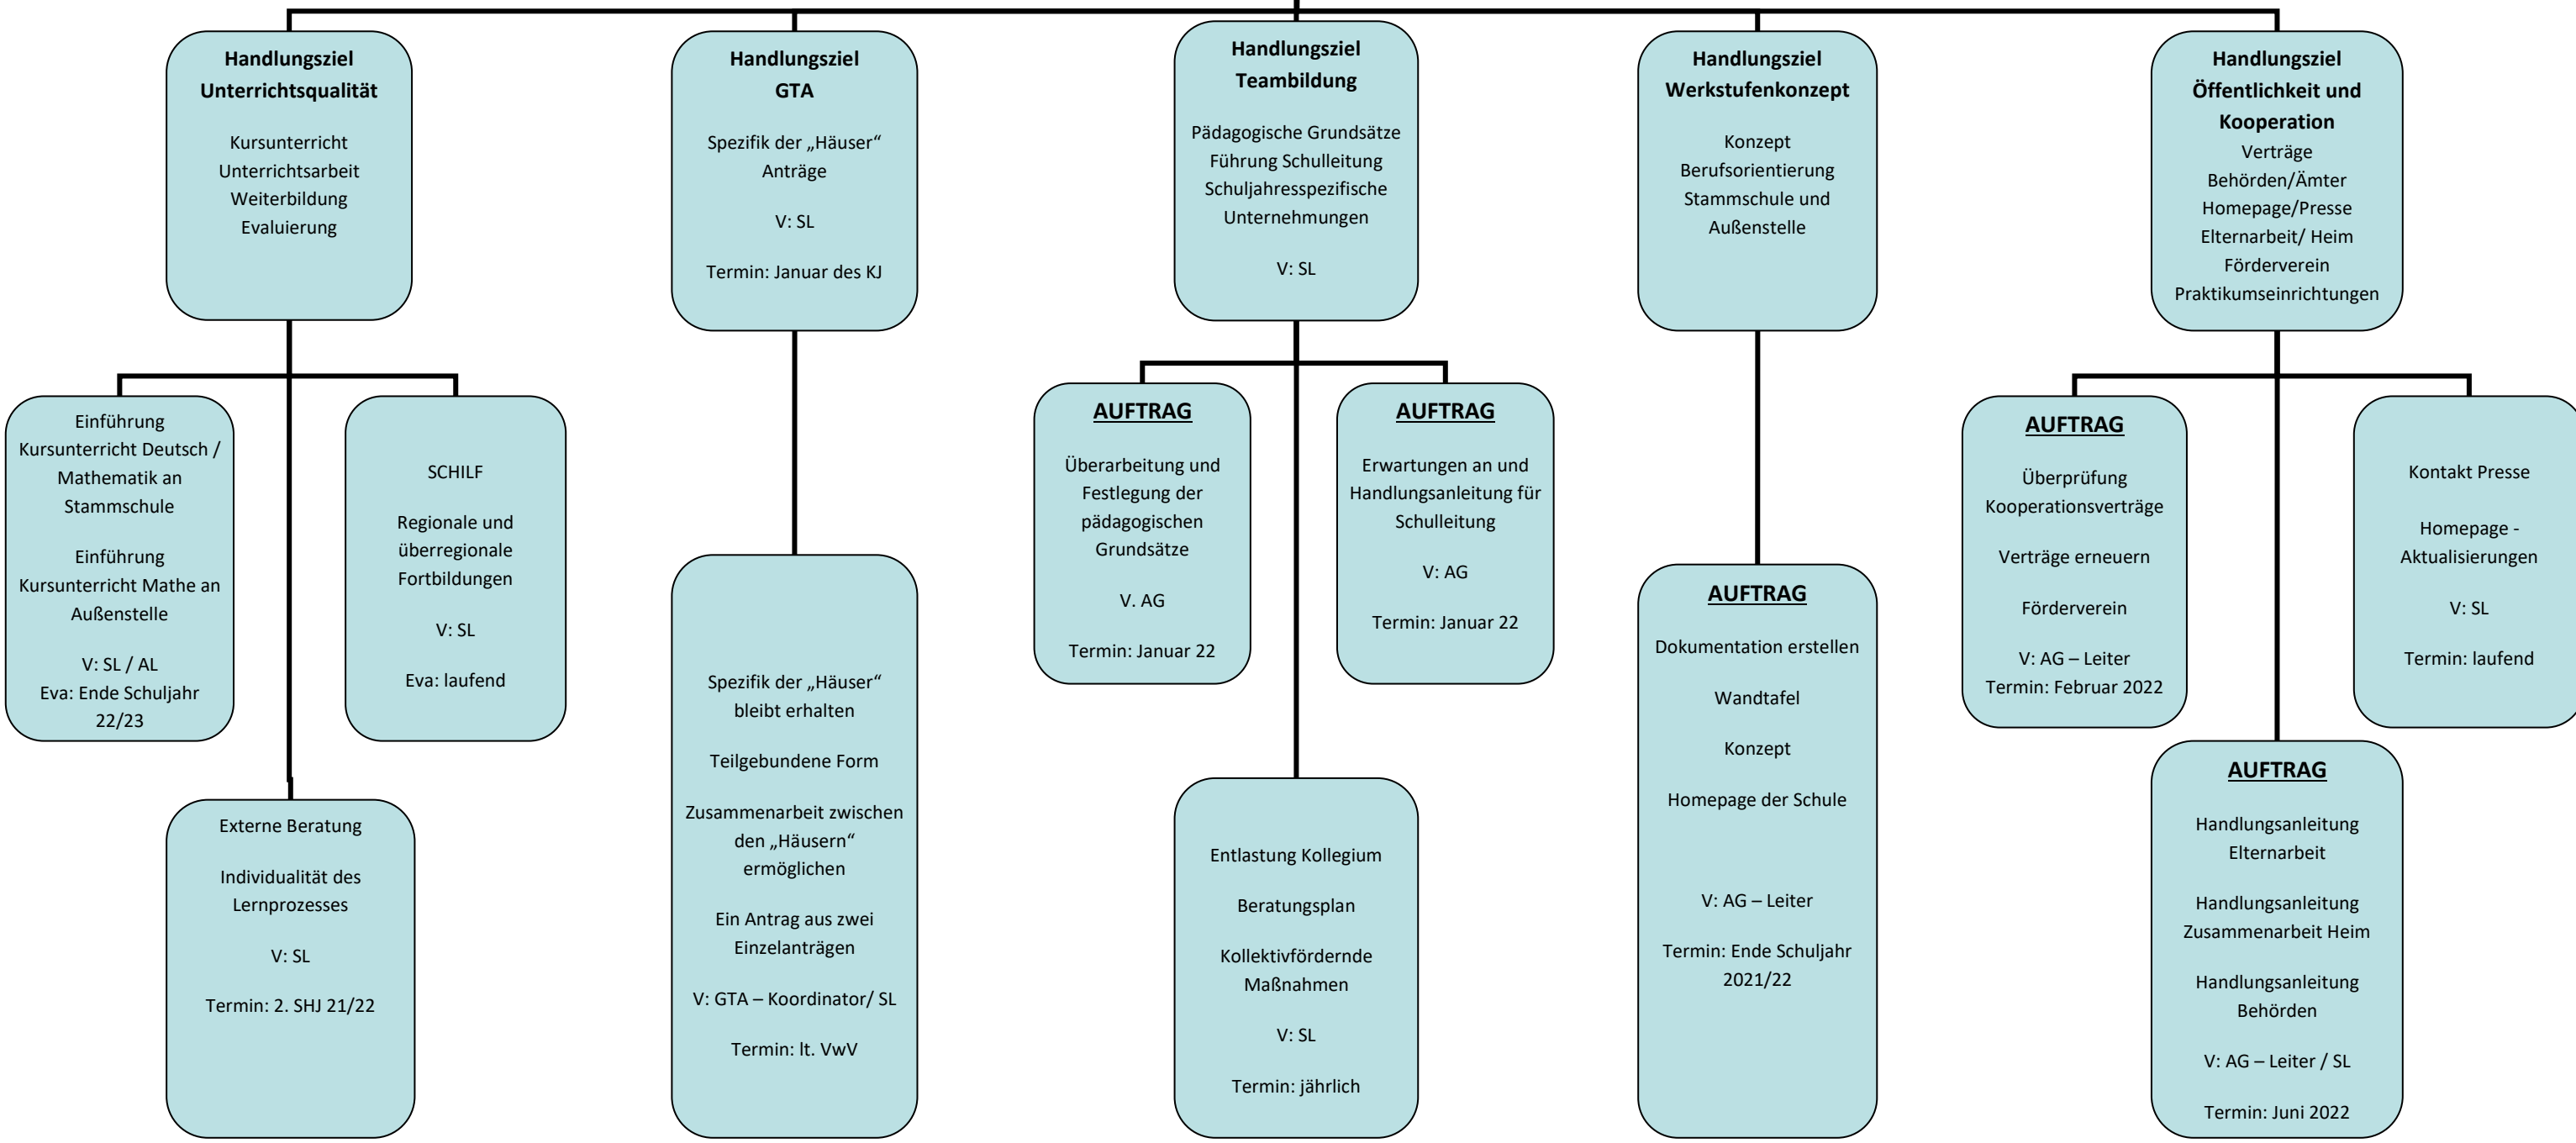 Handlungsziel
Unterrichtsqualität
Kursunterricht
Unterrichtsarbeit
Weiterbildung
Evaluierung
Handlungsziel
GTA
Spezifik der „Häuser“
Anträge
V: SL
Termin: Januar des KJ
Handlungsziel
Teambildung
Pädagogische Grundsätze
Führung Schulleitung
Schuljahresspezifische
Unternehmungen
V: SL
Handlungsziel
Werkstufenkonzept
Konzept
Berufsorientierung
Stammschule und
Außenstelle
Handlungsziel
Öffentlichkeit und
Kooperation
Verträge
Behörden/Ämter
Homepage/Presse
Elternarbeit/ Heim
Förderverein
Praktikumseinrichtungen
Einführung
Kursunterricht Deutsch /
Mathematik an
Stammschule
Einführung
Kursunterricht Mathe an
Außenstelle
V: SL / AL
Eva: Ende Schuljahr
22/23
SCHILF
Regionale und
überregionale
Fortbildungen
V: SL
Eva: laufend
Externe Beratung
Individualität des
Lernprozesses
V: SL
Termin: 2. SHJ 21/22
Spezifik der „Häuser“
bleibt erhalten
Teilgebundene Form
Zusammenarbeit zwischen
den „Häusern“
ermöglichen
Ein Antrag aus zwei
Einzelanträgen
V: GTA – Koordinator/ SL
Termin: lt. VwV
AUFTRAG
Überarbeitung und
Festlegung der
pädagogischen
Grundsätze
V. AG
Termin: Januar 22
AUFTRAG
Erwartungen an und
Handlungsanleitung für
Schulleitung
V: AG
Termin: Januar 22
Entlastung Kollegium
Beratungsplan
Kollektivfördernde
Maßnahmen
V: SL
Termin: jährlich
AUFTRAG
Dokumentation erstellen
Wandtafel
Konzept
Homepage der Schule
V: AG – Leiter
Termin: Ende Schuljahr
2021/22
AUFTRAG
Überprüfung
Kooperationsverträge
Verträge erneuern
Förderverein
V: AG – Leiter
Termin: Februar 2022
Kontakt Presse
Homepage -
Aktualisierungen
V: SL
Termin: laufend
AUFTRAG
Handlungsanleitung
Elternarbeit
Handlungsanleitung
Zusammenarbeit Heim
Handlungsanleitung
Behörden
V: AG – Leiter / SL
Termin: Juni 2022